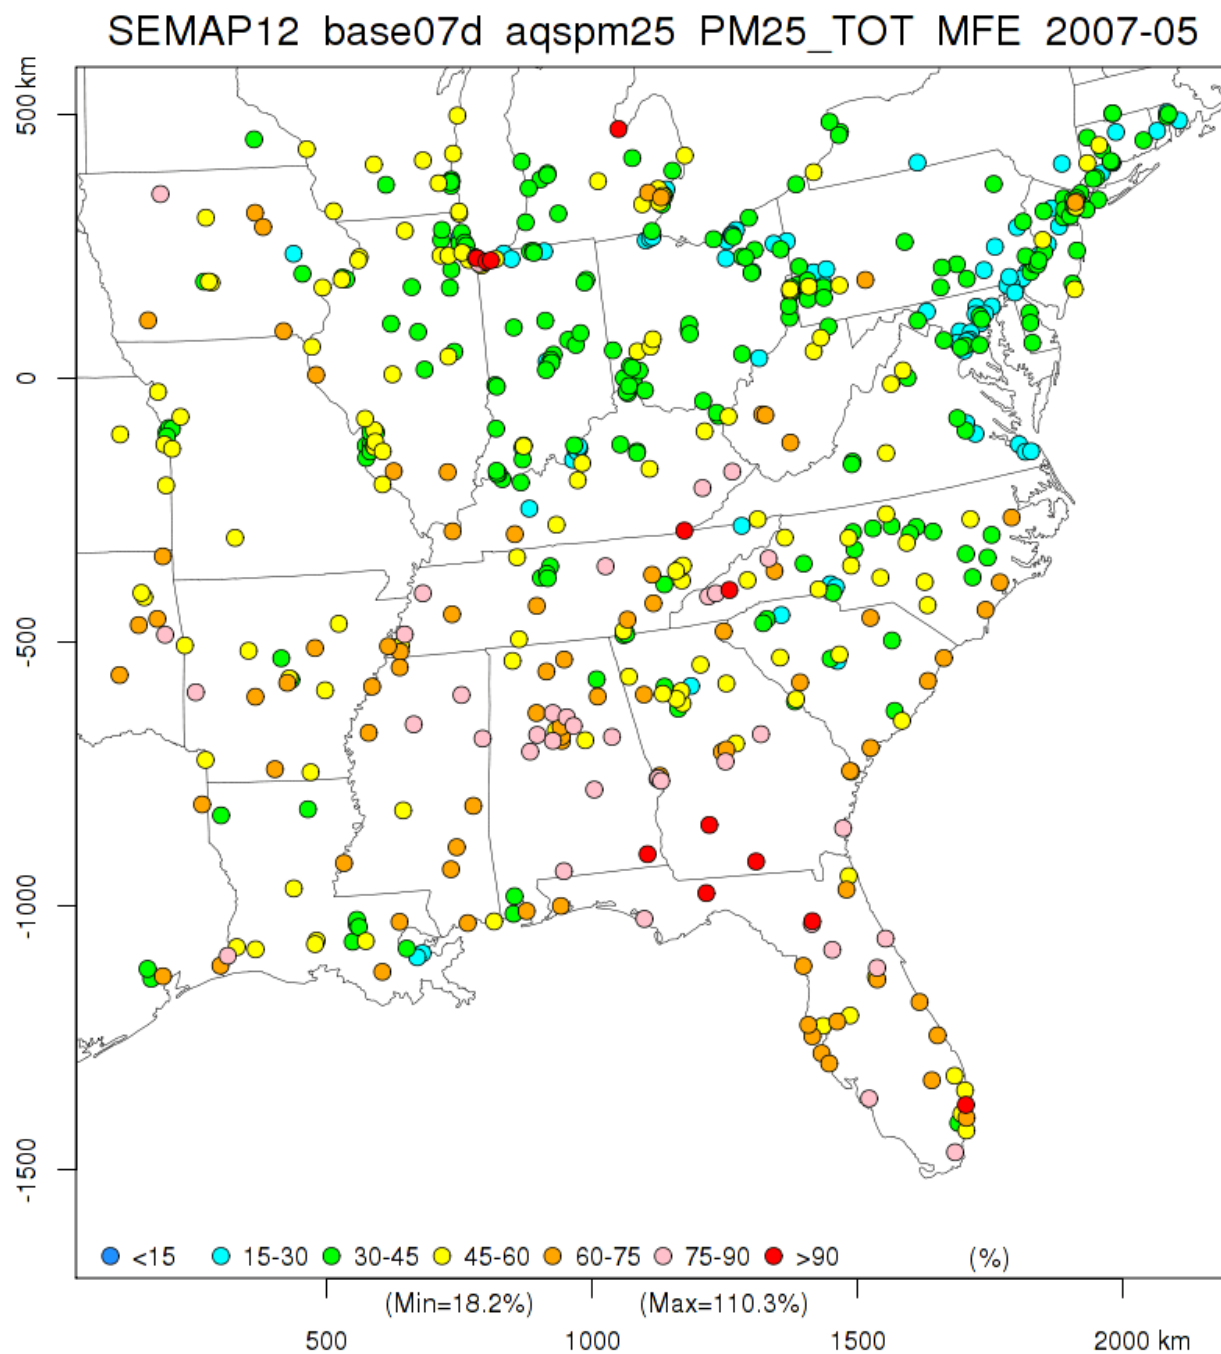 SEMAP12 base07d aqspm25 PM25_TOT MFE 2007-05
500 km
0
-500
-1000
-1500
<15 15-30 30-45 45-60 60-75 75-90 >90 (%)
(Min=18.2%) (Max=110.3%)
500 1000 1500 2000 km